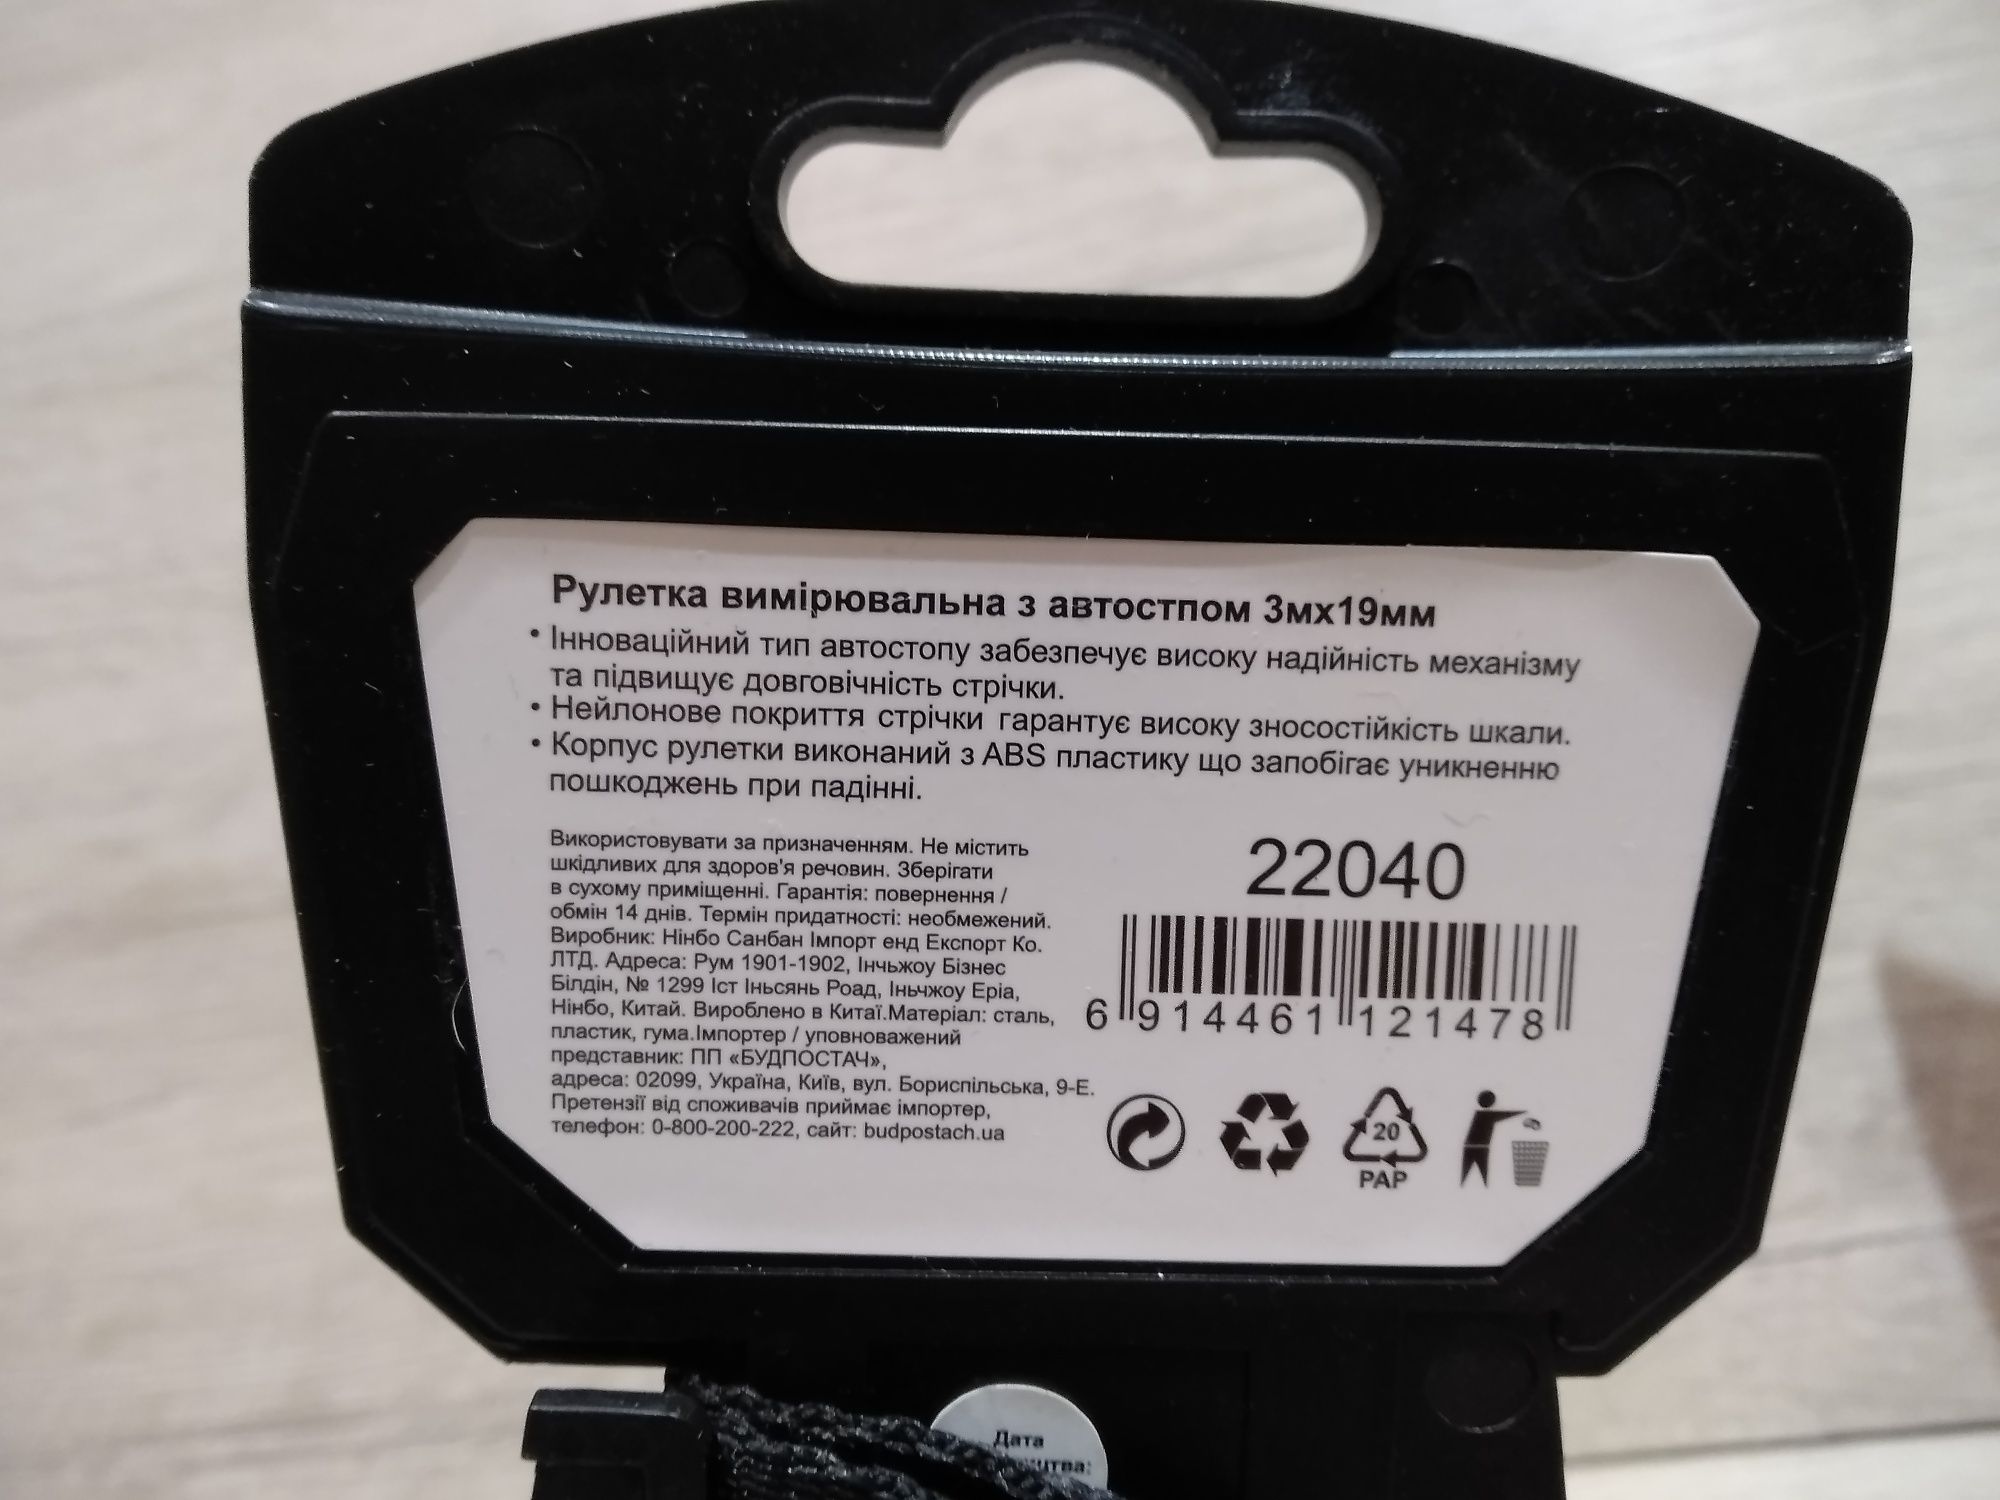 Рулетка вимірювальна з автостпом 3мх19мм
• Інноваційний тип автостопу забезпечує високу надійність механізму
та підвищує довговічність стрічки.
• Нейлонове покриття стрічки гарантує високу зносостійкість шкали.
• Корпус рулетки виконаний з ABS пластику що запобігає уникненню
пошкоджень при падінні.
Використовувати за призначенням. Не містить
шкідливих для здоров'я речовин. Зберігати
в сухому приміщенні. Гарантія: повернення /
обмін 14 днів. Термін придатності: необмежений.
Виробник: Нінбо Санбан Імпорт енд Експорт Ко.
ЛТД. Адреса: Рум 1901-1902, Інчьжоу Бізнес
Білдін, № 1299 Іст Іньсянь Роад, Іньчжоу Еріа,
Нінбо, Китай. Вироблено в Китаї.Матеріал: сталь,
пластик, гума.Імпортер / уповноважений
представник: ПП «БУДПОСТАЧ»,
адреса: 02099, Україна, Київ, вул. Бориспільська, 9-Е.
Претензії від споживачів приймає імпортер,
телефон: 0-800-200-222, сайт: budpostach.ua
22040
6 914461 121478
20
PAP
Дата